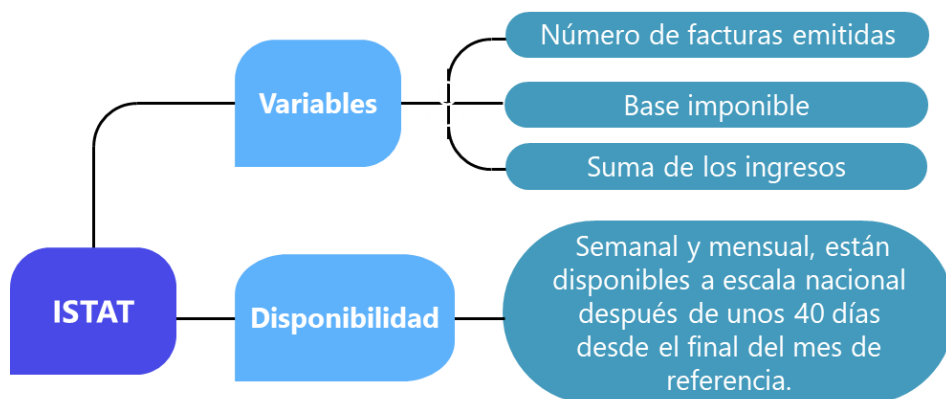 Número de facturas emitidas
Variables
Base imponible
Suma de los ingresos
ISTAT
Disponibilidad
Semanal y mensual, están
disponibles a escala nacional
después de unos 40 días
desde el final del mes de
referencia.